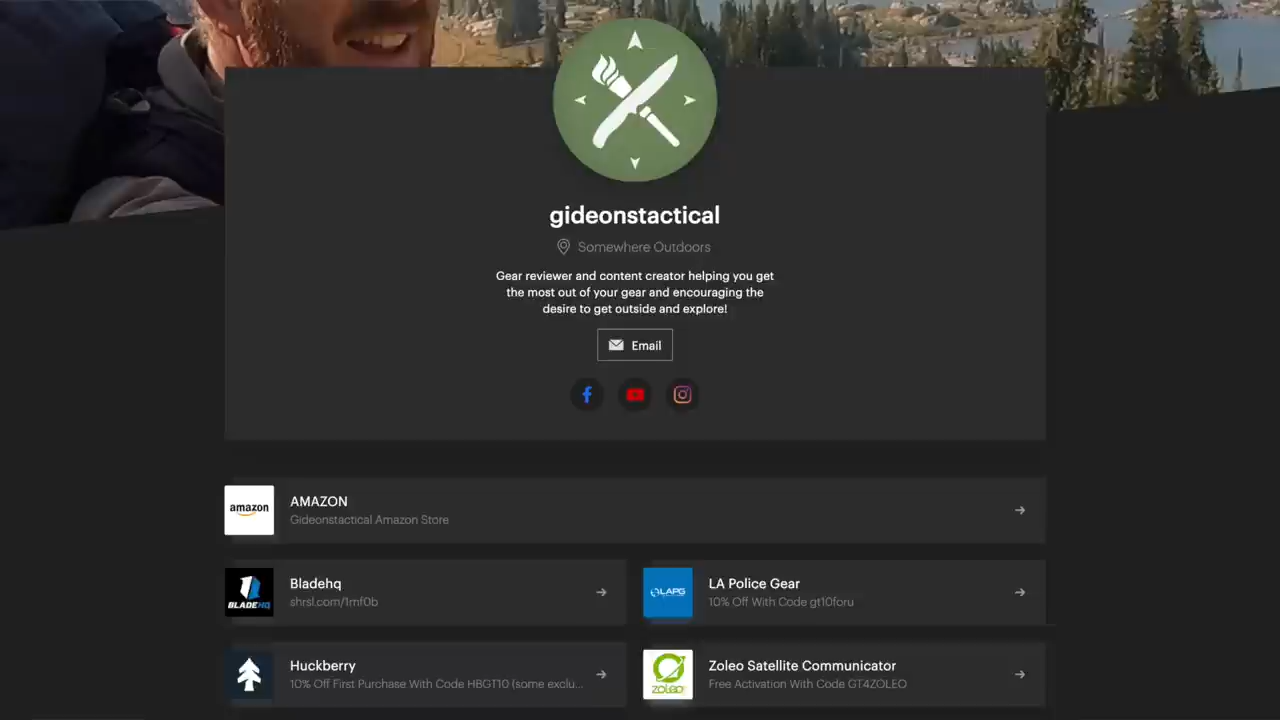 gideonstactical
Somewhere Outdoors
Gear reviewer and content creator helping you get
the most out of your gear and encouraging the
desire to get outside and explore!
Email
amazon
AMAZON
Gideonstactical Amazon Store
BLADEHQ
Bladehq
shrsl.com/1mf0b
LAPG
LA Police Gear
10% Off With Code gt10foru
Huckberry
10% Off First Purchase With Code HBGT10 (some exclu...
zoleo
Zoleo Satellite Communicator
Free Activation With Code GT4ZOLEO